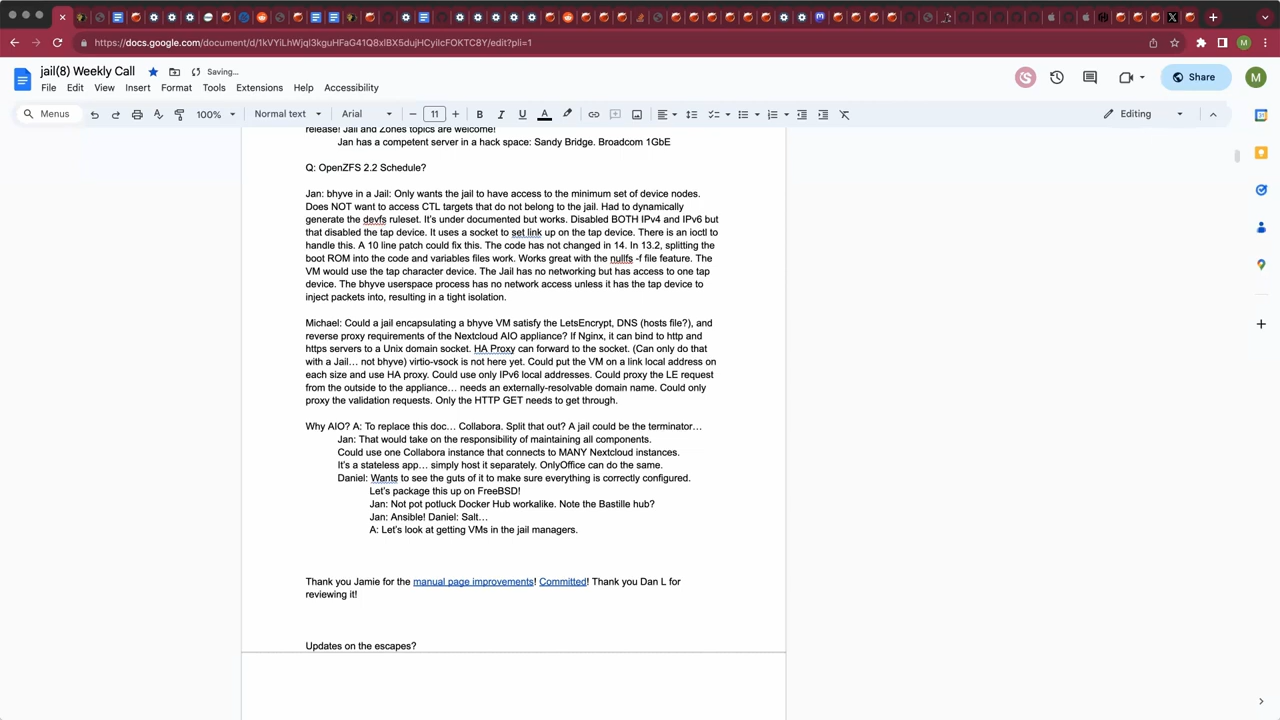 https://docs.google.com/document/d/1kVYiLhWjql3kguHFaG41Q8xlBX5dujHCyilcFOKTC8Y/edit?pli=1
M
jail(8) Weekly Call
Saving...
File Edit View Insert Format Tools Extensions Help Accessibility
Share
M
Menus
100%
Normal text
Arial
11
B I U A
Editing
release! Jail and Zones topics are welcome!
Jan has a competent server in a hack space: Sandy Bridge. Broadcom 1GbE
Q: OpenZFS 2.2 Schedule?
Jan: bhyve in a Jail: Only wants the jail to have access to the minimum set of device nodes.
Does NOT want to access CTL targets that do not belong to the jail. Had to dynamically
generate the devfs ruleset. It's under documented but works. Disabled BOTH IPv4 and IPv6 but
that disabled the tap device. It uses a socket to set link up on the tap device. There is an ioctl to
handle this. A 10 line patch could fix this. The code has not changed in 14. In 13.2, splitting the
boot ROM into the code and variables files work. Works great with the nullfs -f file feature. The
VM would use the tap character device. The Jail has no networking but has access to one tap
device. The bhyve userspace process has no network access unless it has the tap device to
inject packets into, resulting in a tight isolation.
Michael: Could a jail encapsulating a bhyve VM satisfy the LetsEncrypt, DNS (hosts file?), and
reverse proxy requirements of the Nextcloud AIO appliance? If Nginx, it can bind to http and
https servers to a Unix domain socket. HA Proxy can forward to the socket. (Can only do that
with a Jail… not bhyve) virtio-vsock is not here yet. Could put the VM on a link local address on
each size and use HA proxy. Could use only IPv6 local addresses. Could proxy the LE request
from the outside to the appliance… needs an externally-resolvable domain name. Could only
proxy the validation requests. Only the HTTP GET needs to get through.
Why AIO? A: To replace this doc… Collabora. Split that out? A jail could be the terminator…
Jan: That would take on the responsibility of maintaining all components.
Could use one Collabora instance that connects to MANY Nextcloud instances.
It's a stateless app… simply host it separately. OnlyOffice can do the same.
Daniel: Wants to see the guts of it to make sure everything is correctly configured.
Let's package this up on FreeBSD!
Jan: Not pot potluck Docker Hub workalike. Note the Bastille hub?
Jan: Ansible! Daniel: Salt…
A: Let's look at getting VMs in the jail managers.
Thank you Jamie for the manual page improvements! Committed! Thank you Dan L for
reviewing it!
Updates on the escapes?